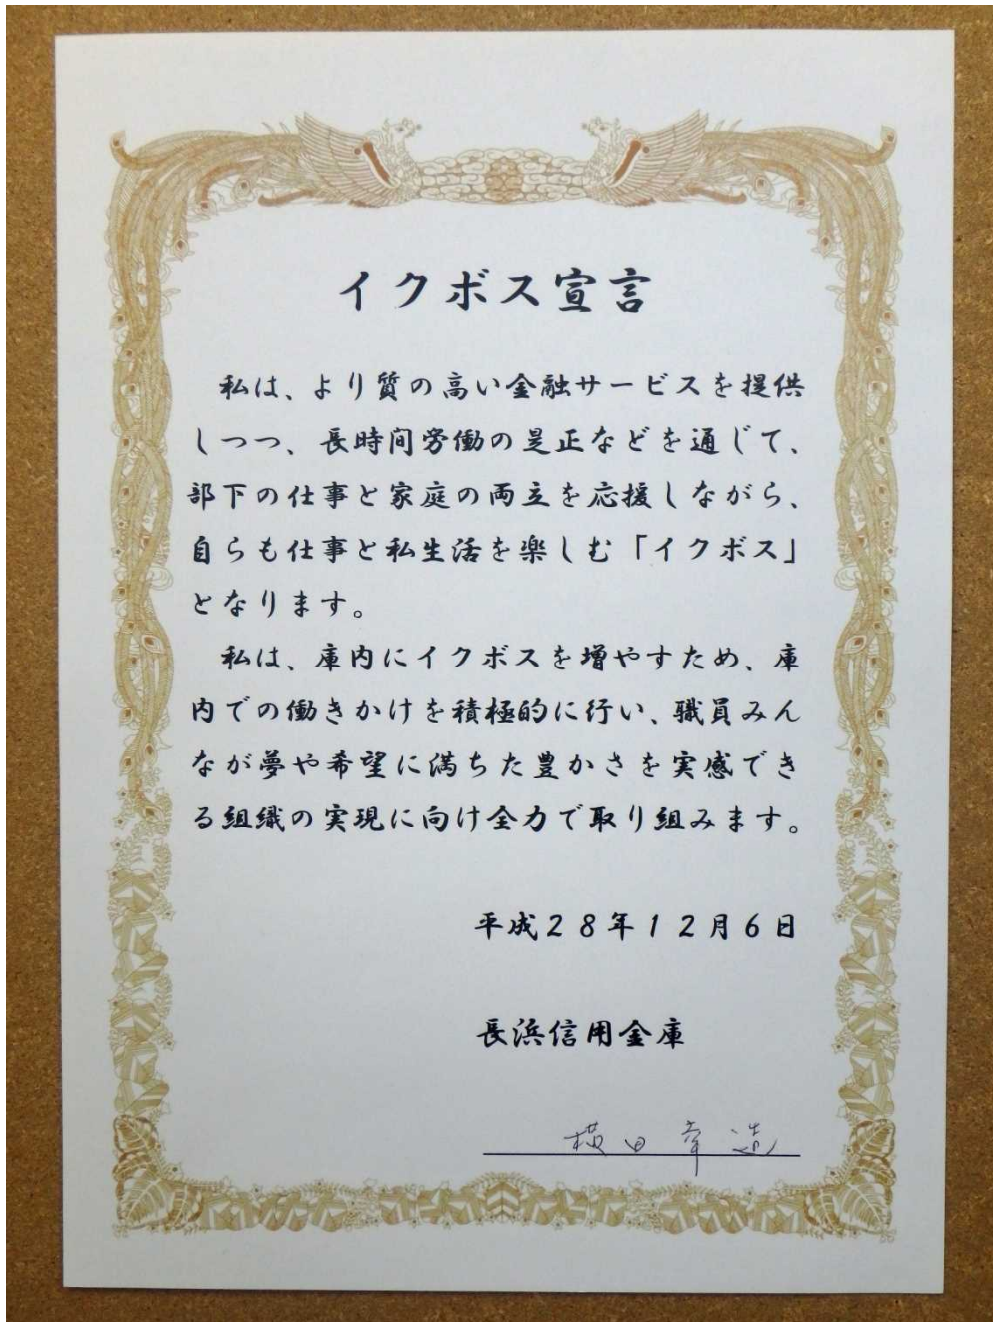 イクボス宣言
私は、より質の高い金融サービスを提供
しつつ、長時間労働の是正などを通じて、
部下の仕事と家庭の両立を応援しながら、
自らも仕事と私生活を楽しむ「イクボス」
となります。
私は、庫内にイクボスを増やすため、庫
内での働きかけを積極的に行い、職員みん
なが夢や希望に満ちた豊かさを実感でき
る組織の実現に向け全力で取り組みます。
平成28年12月6日
長浜信用金庫